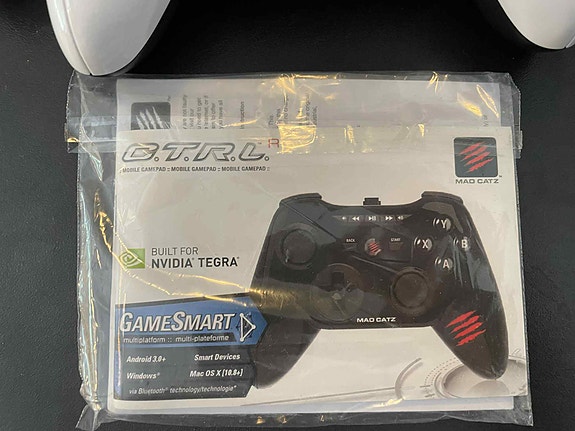 C.T.R.L.
MOBILE GAMEPAD :: MOBILE GAMEPAD :: MOBILE GAMEPAD ::
MAD CATZ™
BUILT FOR
NVIDIA® TEGRA®
BACK START
Y
X B
A
MAD CATZ
GAMESMART
multiplatform :: multi-plateforme
Android 3.0+ Smart Devices
Windows® Mac OS X [10.8+]
via Bluetooth® technology/technologie*